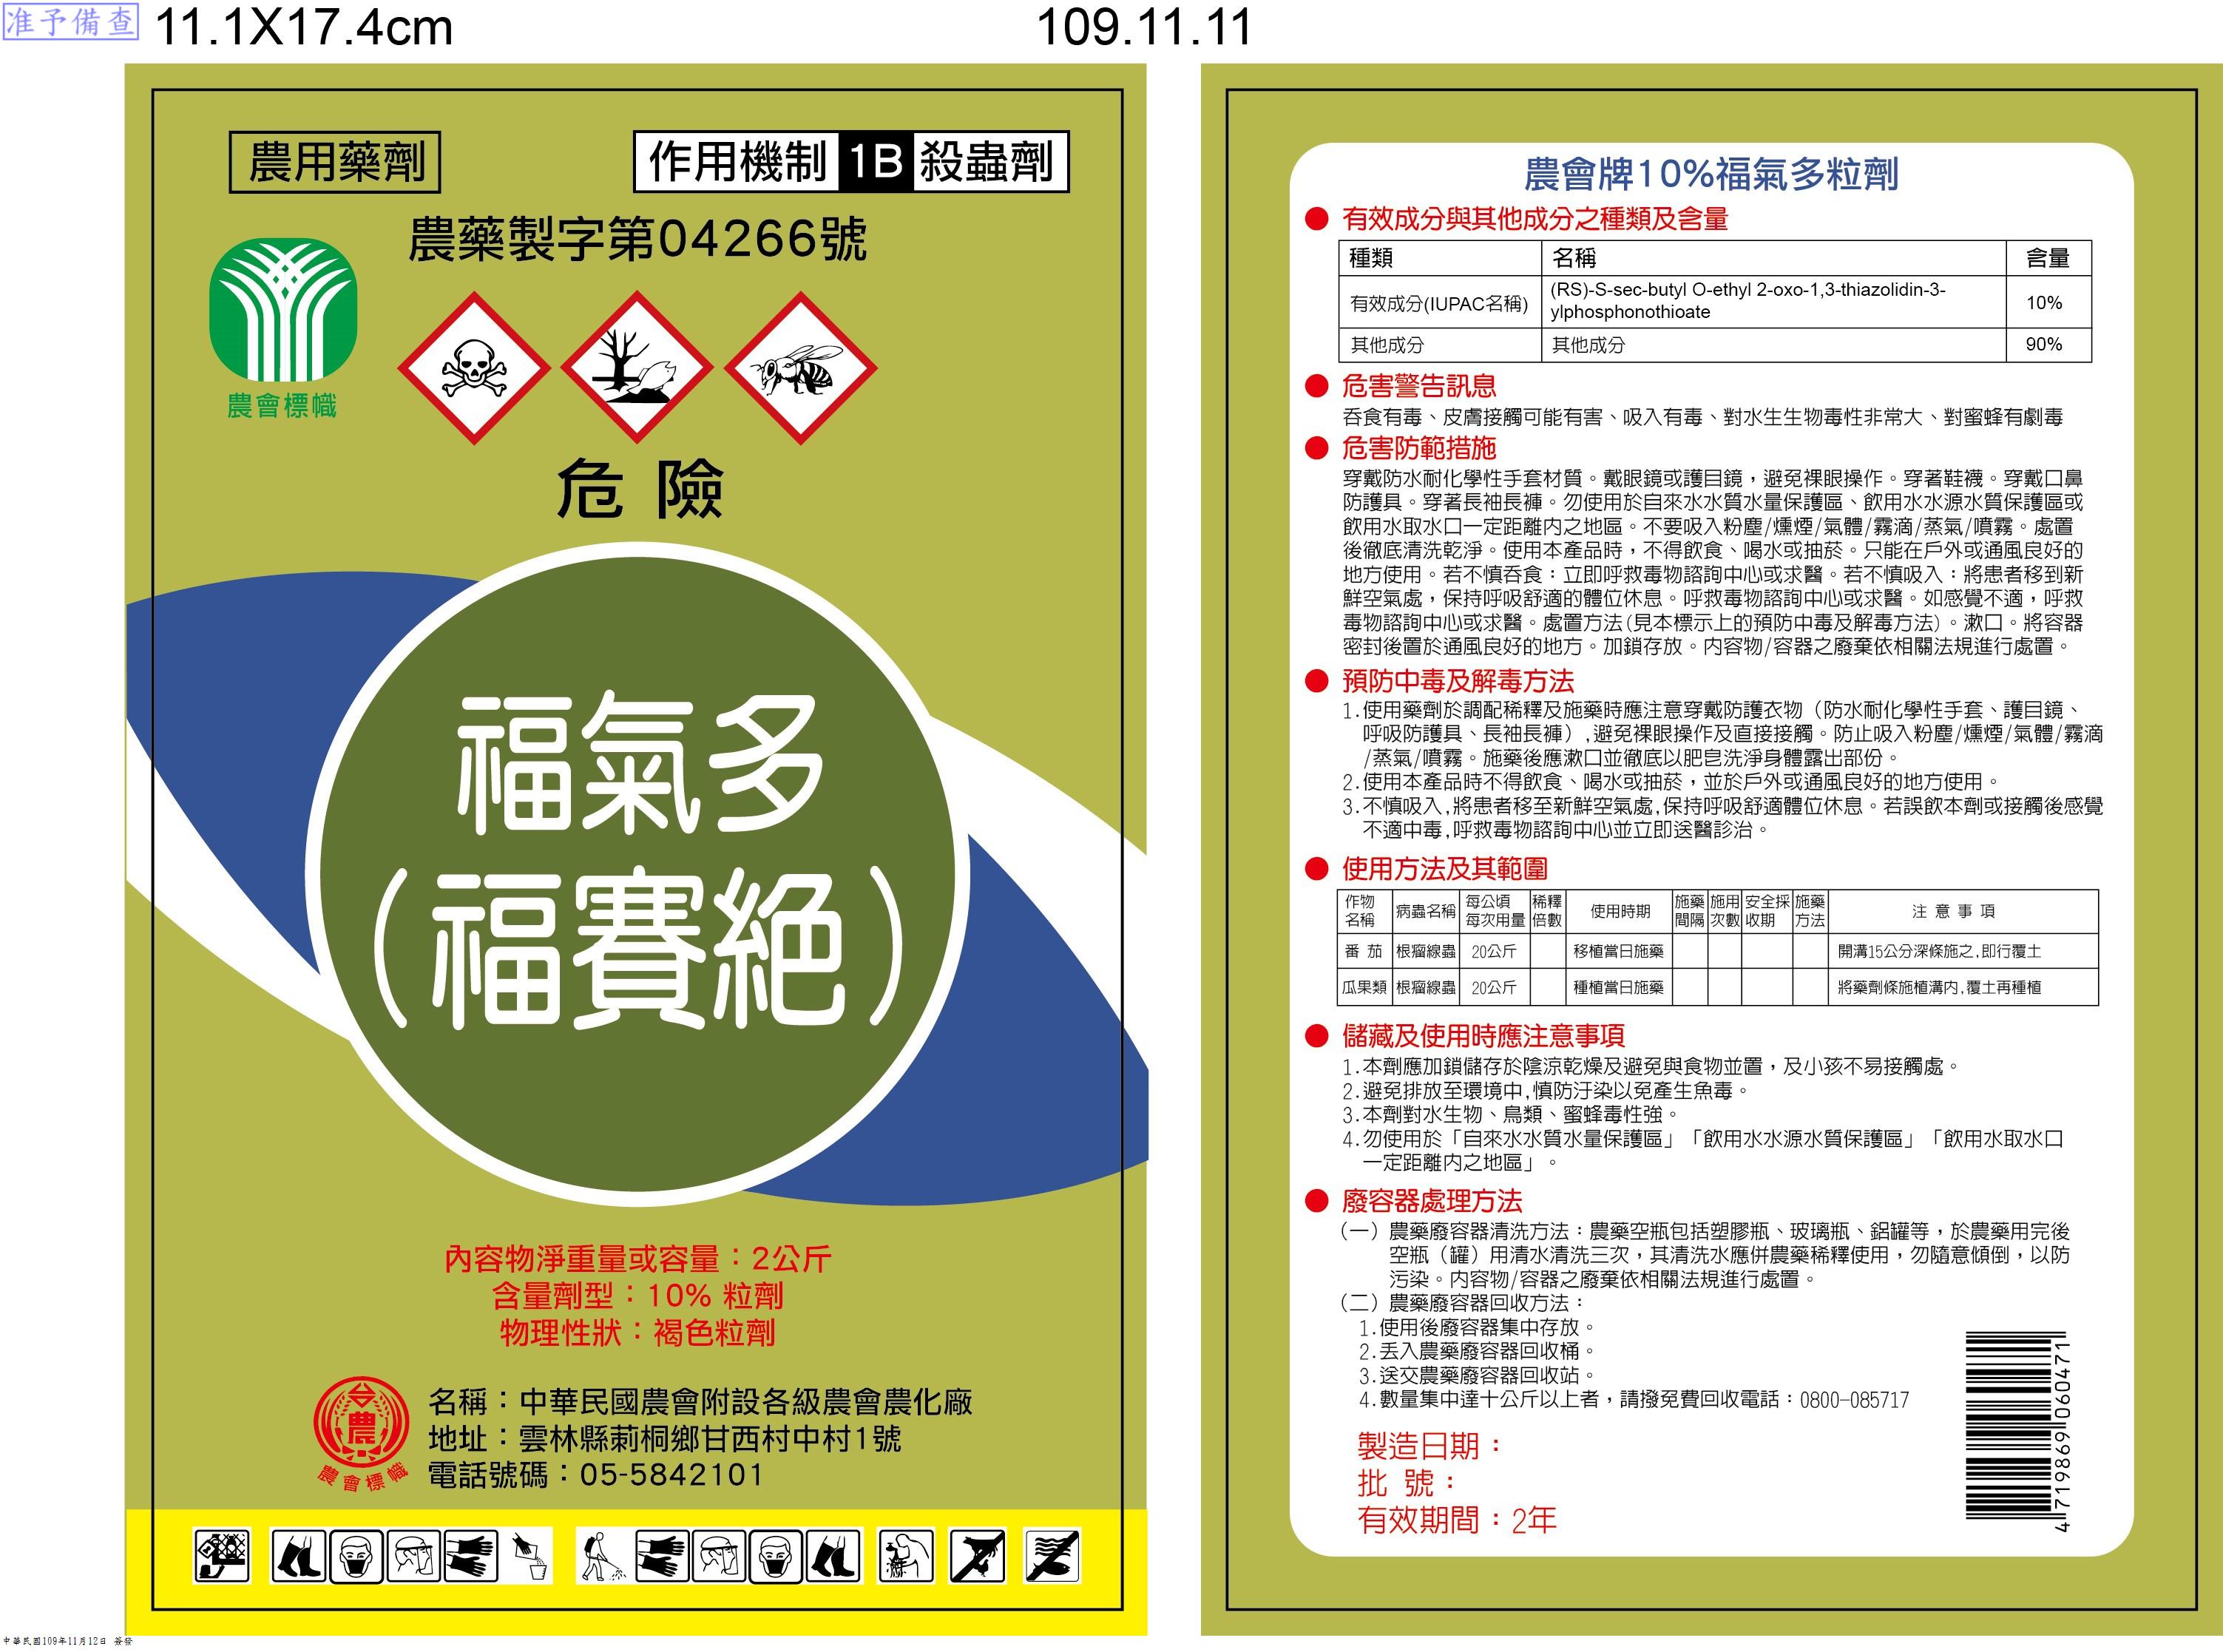 准予備查
11.1X17.4cm
109.11.11
農用藥劑
作用機制 1B 殺蟲劑
農藥製字第04266號
農會標幟
危 險
福氣多
(福賽絕)
內容物淨重量或容量：2公斤
含量劑型：10% 粒劑
物理性狀：褐色粒劑
農
農會標幟
名稱：中華民國農會附設各級農會農化廠
地址：雲林縣莿桐鄉甘西村中村1號
電話號碼：05-5842101
農會牌10%福氣多粒劑
● 有效成分與其他成分之種類及含量
種類 名稱 含量
有效成分(IUPAC名稱) (RS)-S-sec-butyl O-ethyl 2-oxo-1,3-thiazolidin-3- 10%
ylphosphonothioate
其他成分 其他成分 90%
● 危害警告訊息
吞食有毒、皮膚接觸可能有害、吸入有毒、對水生生物毒性非常大、對蜜蜂有劇毒
● 危害防範措施
穿戴防水耐化學性手套材質。戴眼鏡或護目鏡，避免裸眼操作。穿著鞋襪。穿戴口鼻
防護具。穿著長袖長褲。勿使用於自來水水質水量保護區、飲用水水源水質保護區或
飲用水取水口一定距離內之地區。不要吸入粉塵/燻煙/氣體/霧滴/蒸氣/噴霧。處置
後徹底清洗乾淨。使用本產品時，不得飲食、喝水或抽菸。只能在戶外或通風良好的
地方使用。若不慎吞食：立即呼救毒物諮詢中心或求醫。若不慎吸入：將患者移到新
鮮空氣處，保持呼吸舒適的體位休息。呼救毒物諮詢中心或求醫。如感覺不適，呼救
毒物諮詢中心或求醫。處置方法(見本標示上的預防中毒及解毒方法)。漱口。將容器
密封後置於通風良好的地方。加鎖存放。內容物/容器之廢棄依相關法規進行處置。
● 預防中毒及解毒方法
1.使用藥劑於調配稀釋及施藥時應注意穿戴防護衣物（防水耐化學性手套、護目鏡、
呼吸防護具、長袖長褲）,避免裸眼操作及直接接觸。防止吸入粉塵/燻煙/氣體/霧滴
/蒸氣/噴霧。施藥後應漱口並徹底以肥皂洗淨身體露出部份。
2.使用本產品時不得飲食、喝水或抽菸，並於戶外或通風良好的地方使用。
3.不慎吸入,將患者移至新鮮空氣處,保持呼吸舒適體位休息。若誤飲本劑或接觸後感覺
不適中毒,呼救毒物諮詢中心並立即送醫診治。
● 使用方法及其範圍
作物名稱 病蟲名稱 每公頃每次用量 稀釋倍數 使用時期 施藥間隔 施用次數 安全採收期 施藥方法 注意事項
番 茄 根瘤線蟲 20公斤 移植當日施藥 開溝15公分深條施之,即行覆土
瓜果類 根瘤線蟲 20公斤 種植當日施藥 將藥劑條施植溝內,覆土再種植
● 儲藏及使用時應注意事項
1.本劑應加鎖儲存於陰涼乾燥及避免與食物並置，及小孩不易接觸處。
2.避免排放至環境中,慎防汙染以免產生魚毒。
3.本劑對水生物、鳥類、蜜蜂毒性強。
4.勿使用於「自來水水質水量保護區」「飲用水水源水質保護區」「飲用水取水口
一定距離內之地區」。
● 廢容器處理方法
(一) 農藥廢容器清洗方法：農藥空瓶包括塑膠瓶、玻璃瓶、鋁罐等，於農藥用完後
空瓶（罐）用清水清洗三次，其清洗水應併農藥稀釋使用，勿隨意傾倒，以防
污染。內容物/容器之廢棄依相關法規進行處置。
(二) 農藥廢容器回收方法：
1.使用後廢容器集中存放。
2.丟入農藥廢容器回收桶。
3.送交農藥廢容器回收站。
4.數量集中達十公斤以上者，請撥免費回收電話：0800-085717
製造日期：
批 號：
有效期間：2年
4719869060471
中華民國109年11月12日 簽發